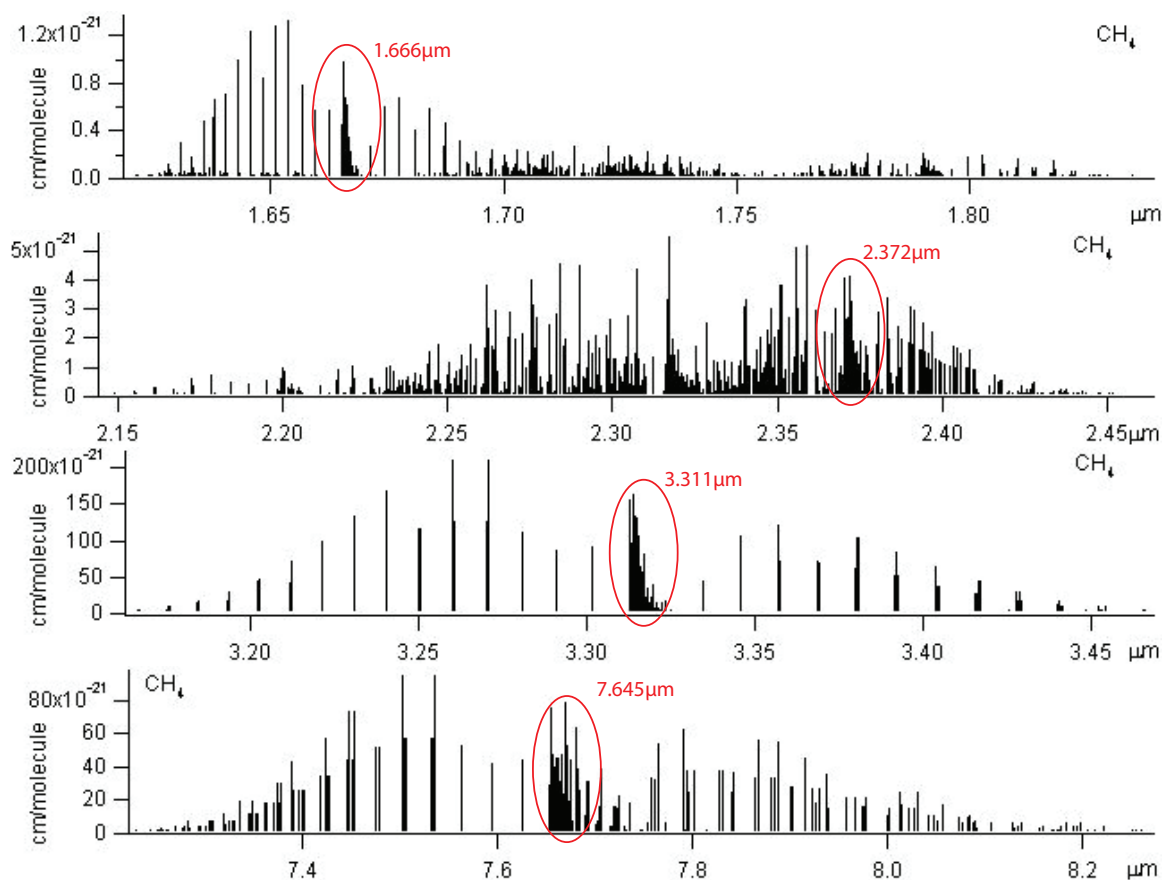 1.2x10⁻²¹
0.8
0.4
0.0
cm/molecule
1.666µm
CH₄
1.65
1.70
1.75
1.80
µm
5x10⁻²¹
4
3
2
1
0
cm/molecule
2.372µm
CH₄
2.15
2.20
2.25
2.30
2.35
2.40
2.45µm
200x10⁻²¹
150
100
50
0
cm/molecule
3.311µm
CH₄
3.20
3.25
3.30
3.35
3.40
3.45
µm
80x10⁻²¹
60
40
20
0
cm/molecule
CH₄
7.645µm
7.4
7.6
7.8
8.0
8.2
µm